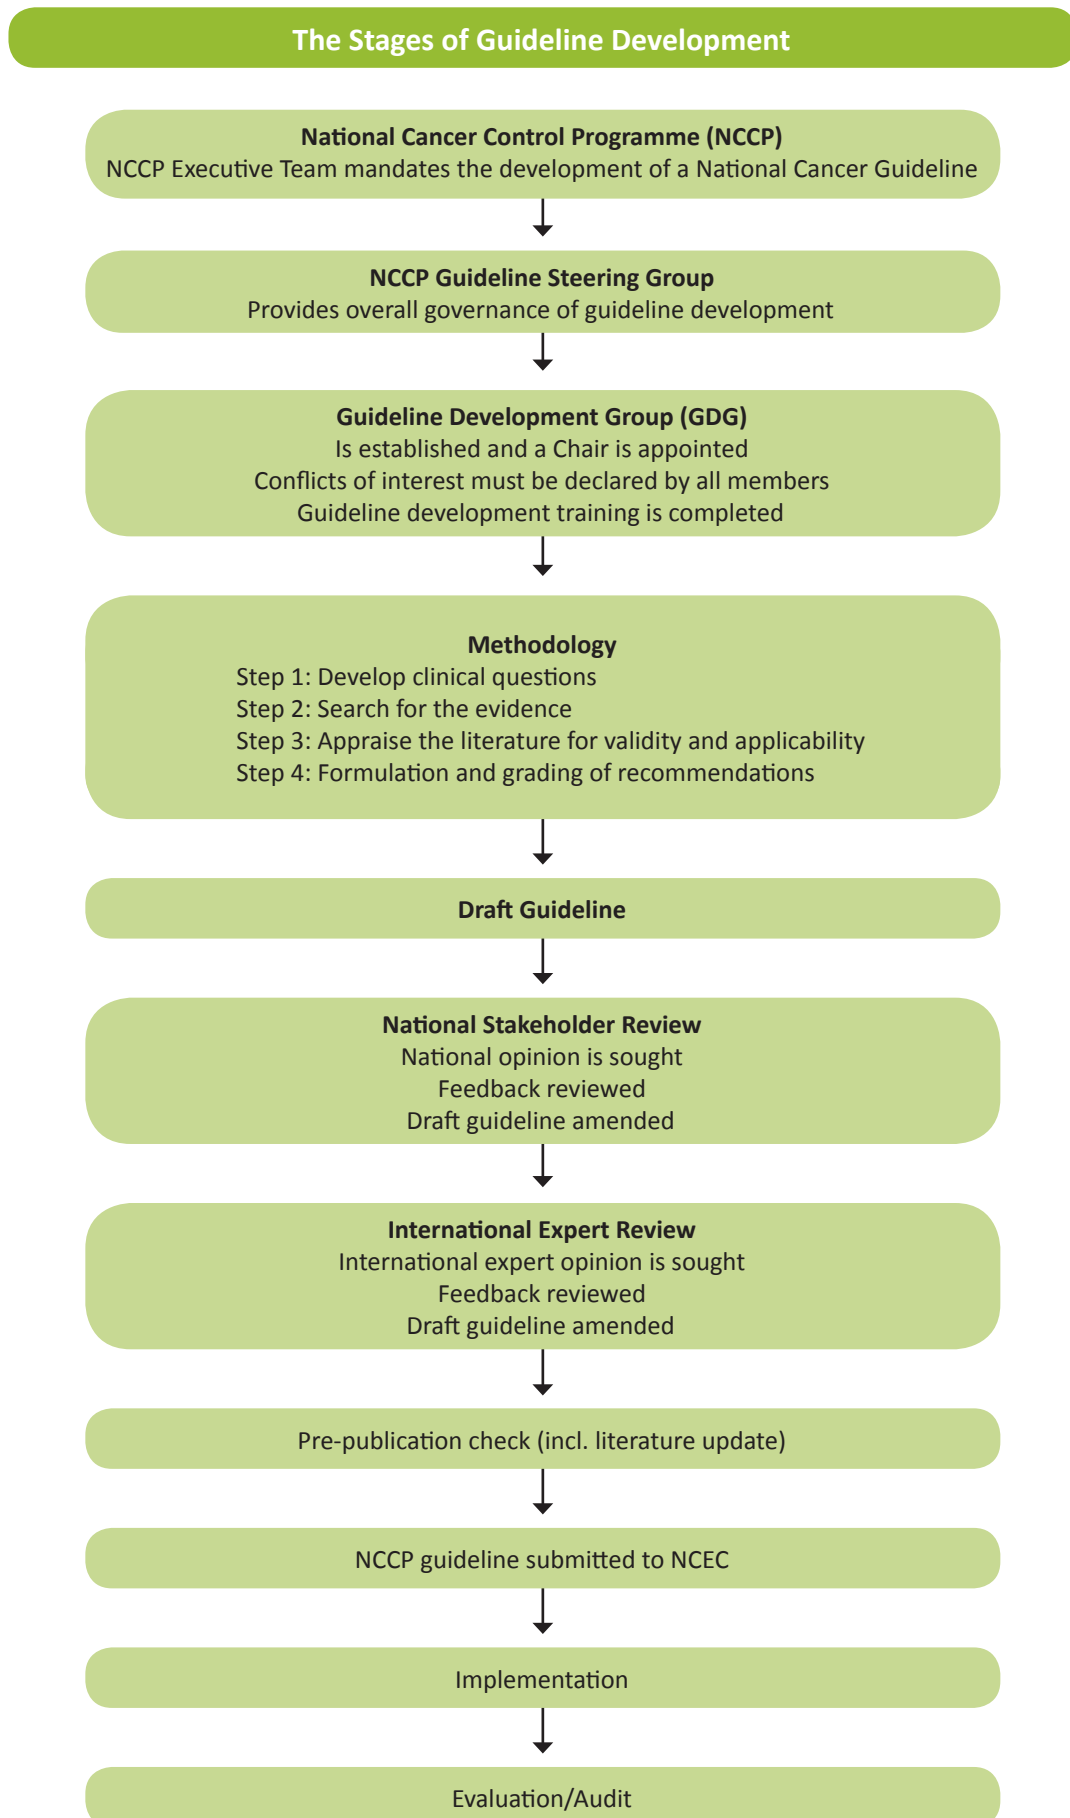 The Stages of Guideline Development
National Cancer Control Programme (NCCP)
NCCP Executive Team mandates the development of a National Cancer Guideline
NCCP Guideline Steering Group
Provides overall governance of guideline development
Guideline Development Group (GDG)
Is established and a Chair is appointed
Conflicts of interest must be declared by all members
Guideline development training is completed
Methodology
Step 1: Develop clinical questions
Step 2: Search for the evidence
Step 3: Appraise the literature for validity and applicability
Step 4: Formulation and grading of recommendations
Draft Guideline
National Stakeholder Review
National opinion is sought
Feedback reviewed
Draft guideline amended
International Expert Review
International expert opinion is sought
Feedback reviewed
Draft guideline amended
Pre-publication check (incl. literature update)
NCCP guideline submitted to NCEC
Implementation
Evaluation/Audit